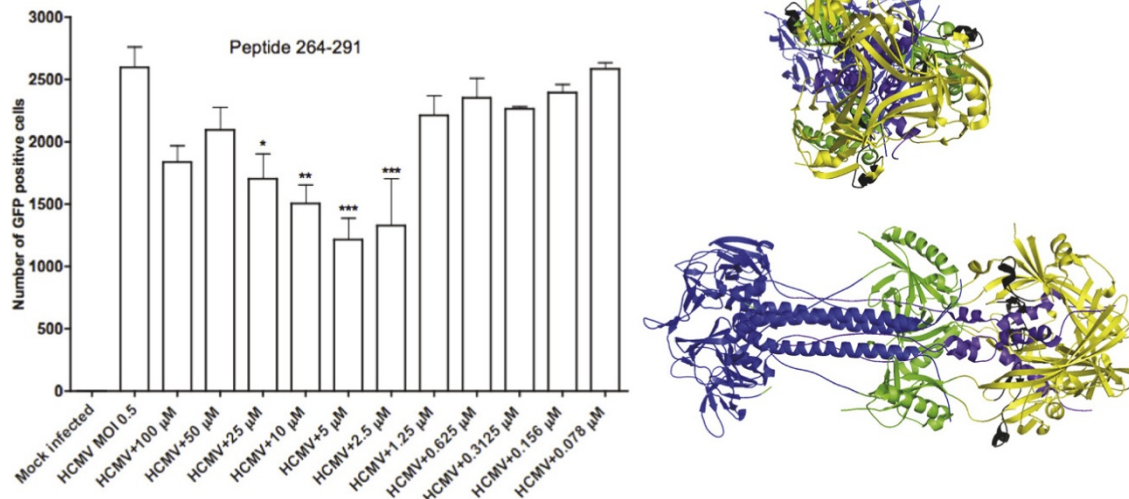 Peptide 264-291
Number of GFP positive cells
3000
2500
2000
1500
1000
500
0
*
**
***
***
Mock infected
HCMV MOI 0.5
HCMV+100 µM
HCMV+50 µM
HCMV+25 µM
HCMV+10 µM
HCMV+5 µM
HCMV+2.5 µM
HCMV+1.25 µM
HCMV+0.625 µM
HCMV+0.3125 µM
HCMV+0.156 µM
HCMV+0.078 µM